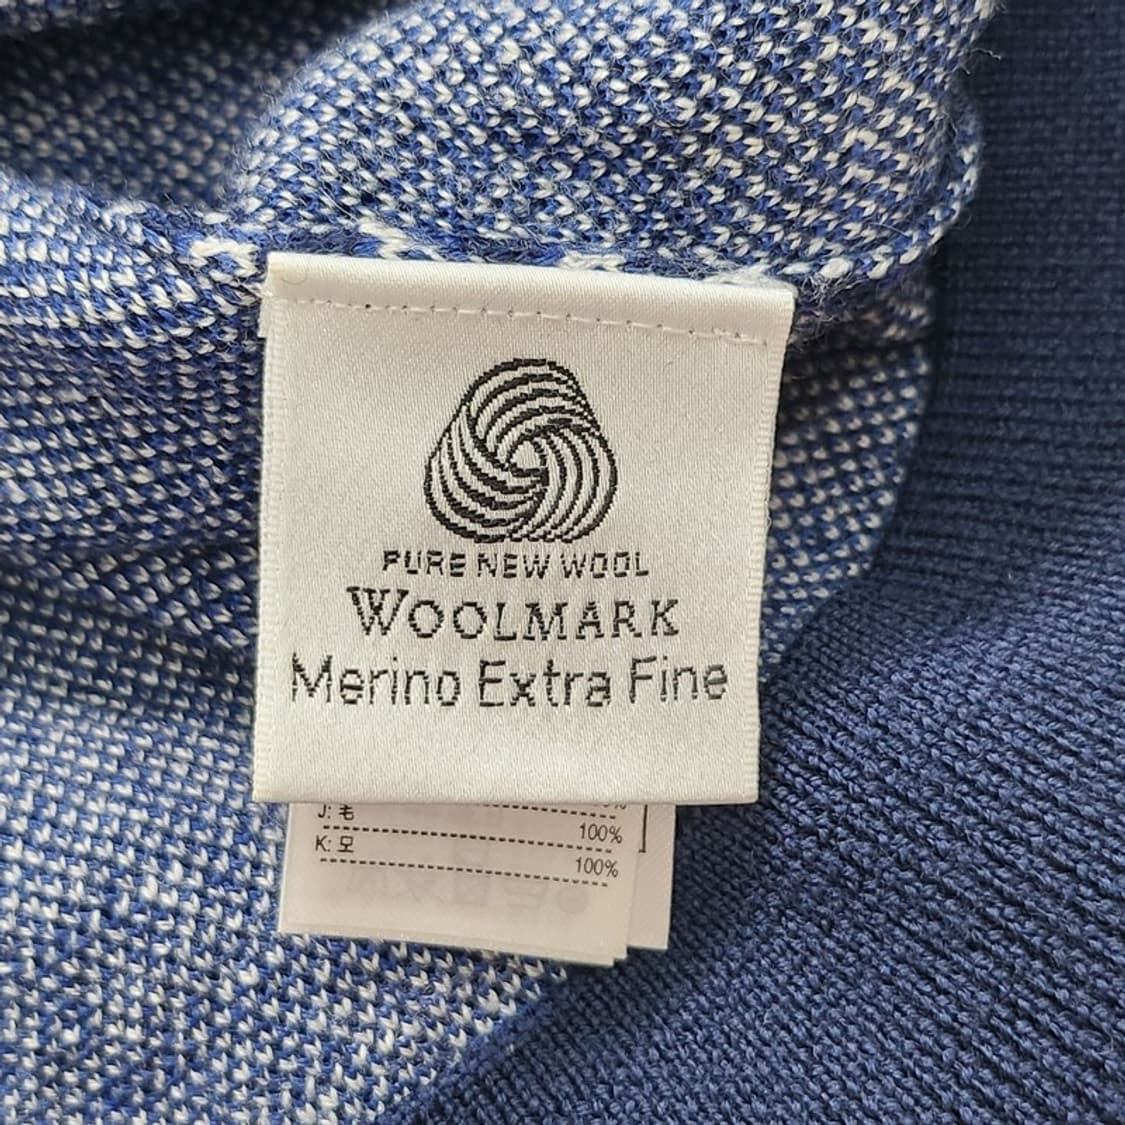 PURE NEW WOOL
WOOLMARK
Merino Extra Fine
J: 毛
100%
K: 모
100%